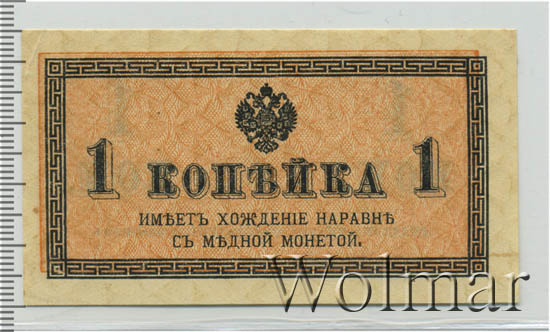 1 КОПѢЙКА 1
ИМѢЕТЪ ХОЖДЕНІЕ НАРАВНѢ
СЪ МѢДНОЙ МОНЕТОЙ.
Wolmar